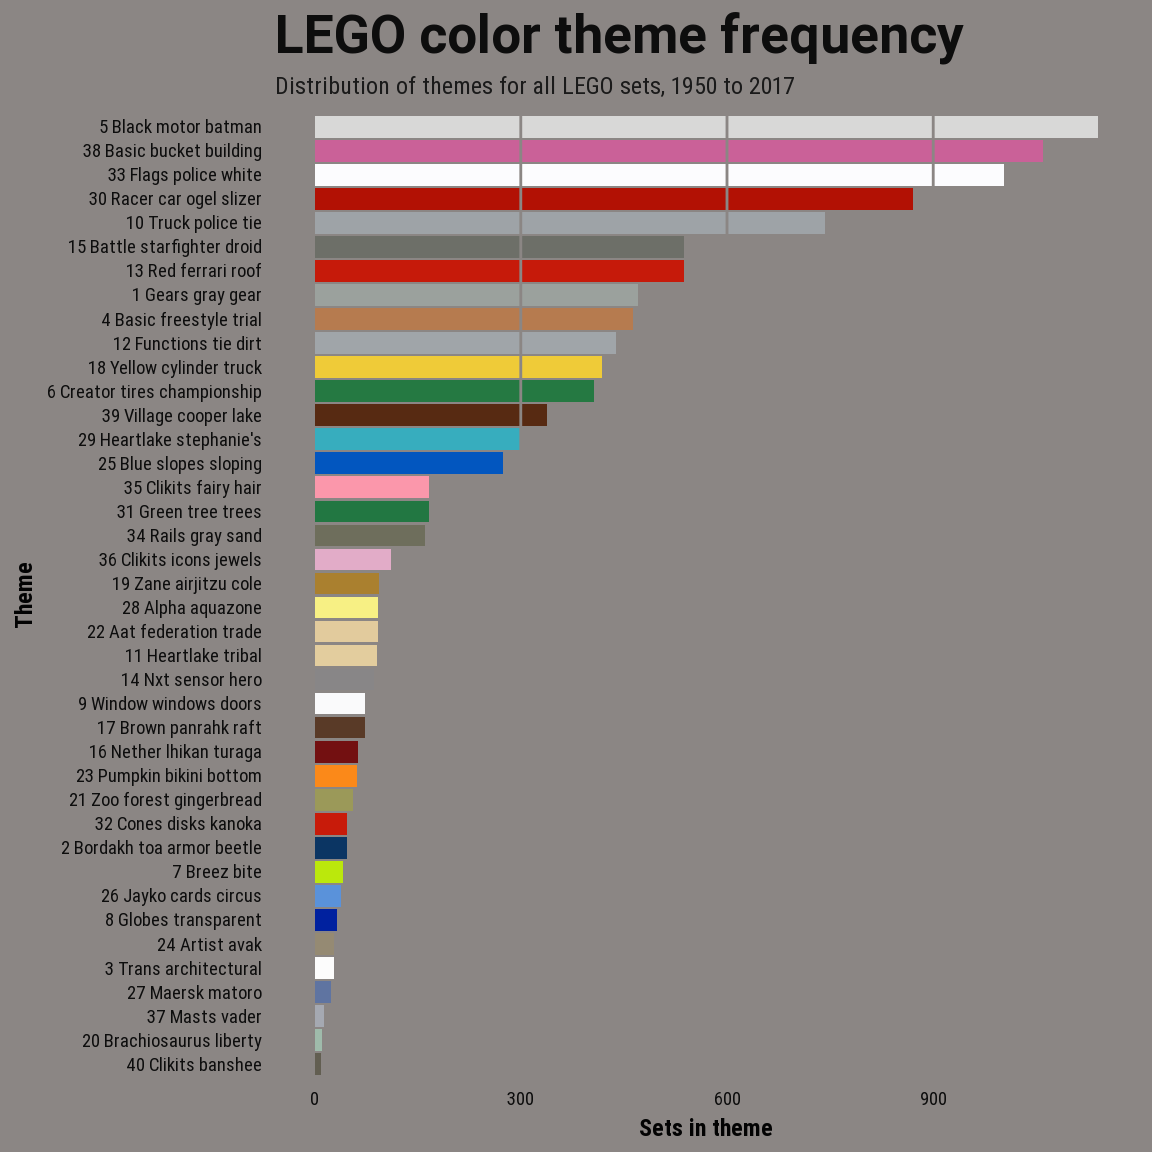 LEGO color theme frequency
Distribution of themes for all LEGO sets, 1950 to 2017
5 Black motor batman
38 Basic bucket building
33 Flags police white
30 Racer car ogel slizer
10 Truck police tie
15 Battle starfighter droid
13 Red ferrari roof
1 Gears gray gear
4 Basic freestyle trial
12 Functions tie dirt
18 Yellow cylinder truck
6 Creator tires championship
39 Village cooper lake
29 Heartlake stephanie's
25 Blue slopes sloping
35 Clikits fairy hair
31 Green tree trees
34 Rails gray sand
36 Clikits icons jewels
19 Zane airjitzu cole
28 Alpha aquazone
22 Aat federation trade
11 Heartlake tribal
14 Nxt sensor hero
9 Window windows doors
17 Brown panrahk raft
16 Nether lhikan turaga
23 Pumpkin bikini bottom
21 Zoo forest gingerbread
32 Cones disks kanoka
2 Bordakh toa armor beetle
7 Breez bite
26 Jayko cards circus
8 Globes transparent
24 Artist avak
3 Trans architectural
27 Maersk matoro
37 Masts vader
20 Brachiosaurus liberty
40 Clikits banshee
Theme
0 300 600 900
Sets in theme